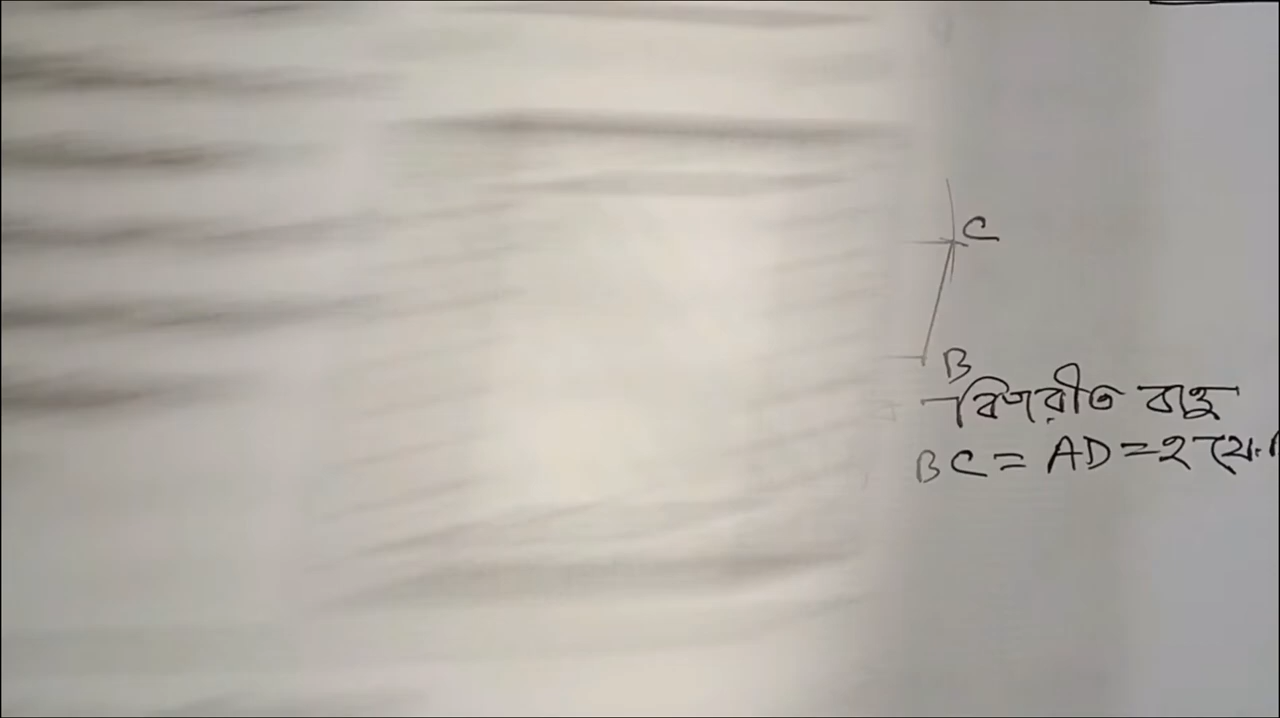 C
B
বিপরীত বাহু
BC = AD = ২